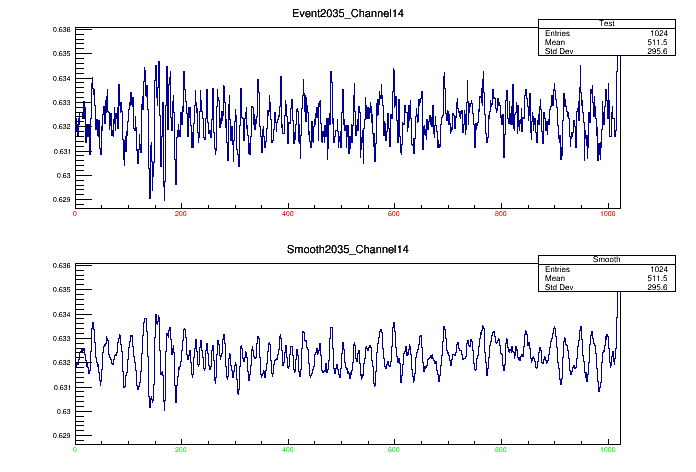 Event2035_Channel14
Test
Entries 1024
Mean 511.5
Std Dev 295.6
0.636
0.635
0.634
0.633
0.632
0.631
0.63
0.629
0 200 400 600 800 1000
Smooth2035_Channel14
Smooth
Entries 1024
Mean 511.5
Std Dev 295.6
0.636
0.635
0.634
0.633
0.632
0.631
0.63
0.629
0 200 400 600 800 1000